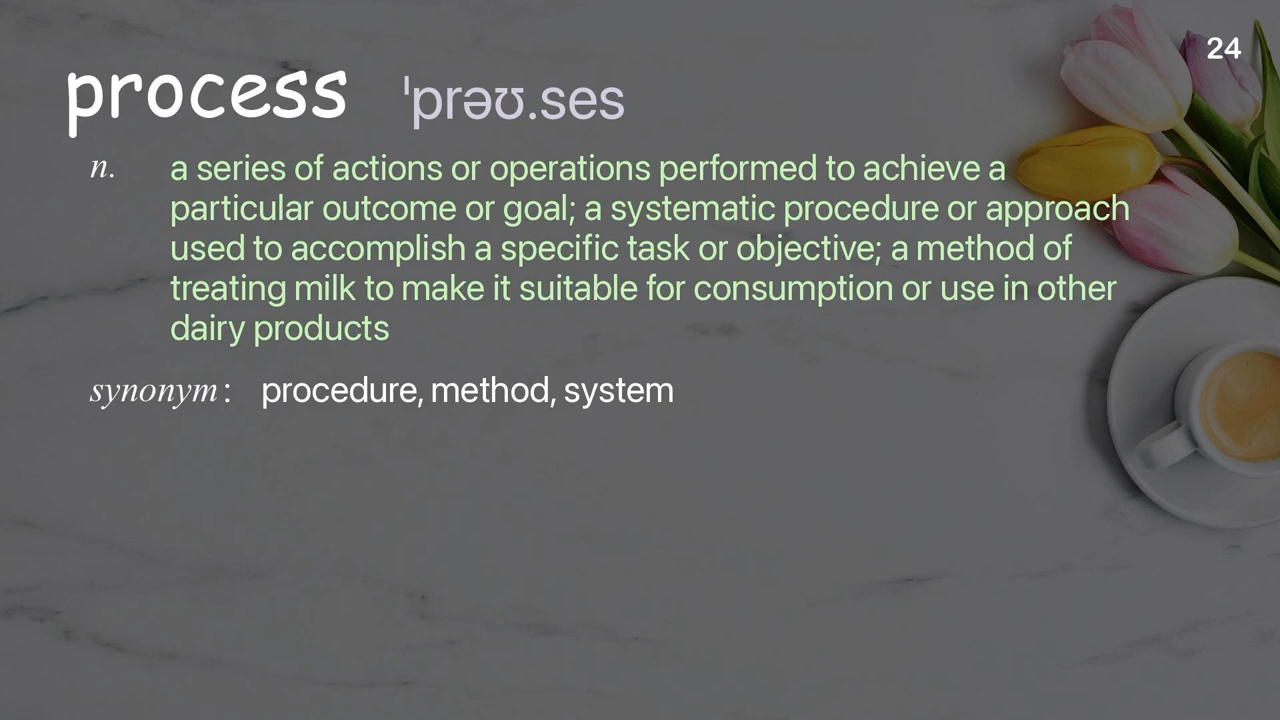 24
process ˈprəʊ.ses
n. a series of actions or operations performed to achieve a
particular outcome or goal; a systematic procedure or approach
used to accomplish a specific task or objective; a method of
treating milk to make it suitable for consumption or use in other
dairy products
synonym: procedure, method, system